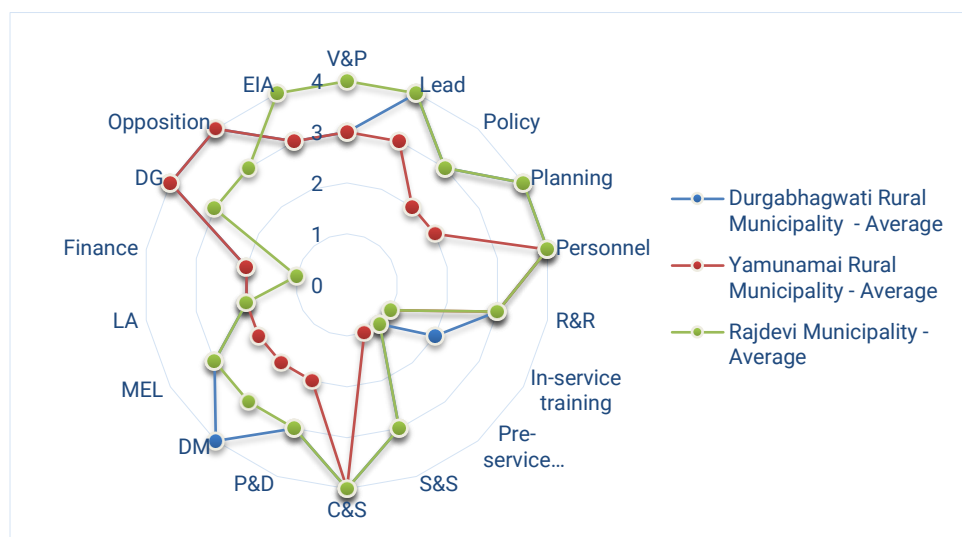 V&P
Lead
Policy
Planning
Personnel
R&R
In-service
training
Pre-
service...
S&S
C&S
P&D
DM
MEL
LA
Finance
DG
Opposition
EIA
4
3
2
1
0
Durgabhagwati Rural
Municipality - Average
Yamunamai Rural
Municipality - Average
Rajdevi Municipality -
Average